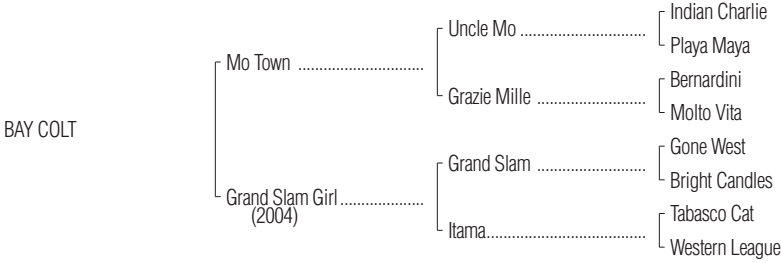 Indian Charlie
Uncle Mo ..............................
Playa Maya
Mo Town ..............................
Bernardini
Grazie Mille ..........................
Molto Vita
BAY COLT
Gone West
Grand Slam ..........................
Bright Candles
Grand Slam Girl ....................
(2004)
Tabasco Cat
Itama......................................
Western League